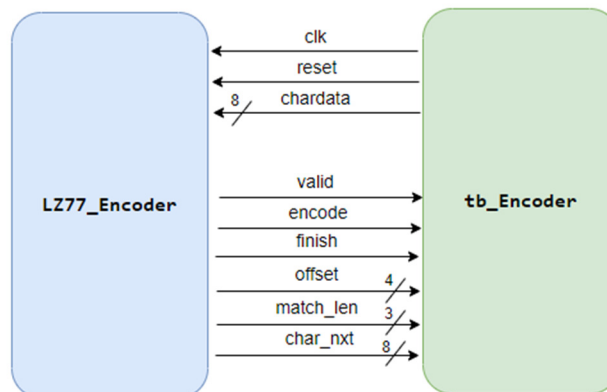 clk
reset
8
chardata
LZ77_Encoder
tb_Encoder
valid
encode
finish
offset
4
match_len
3
char_nxt
8